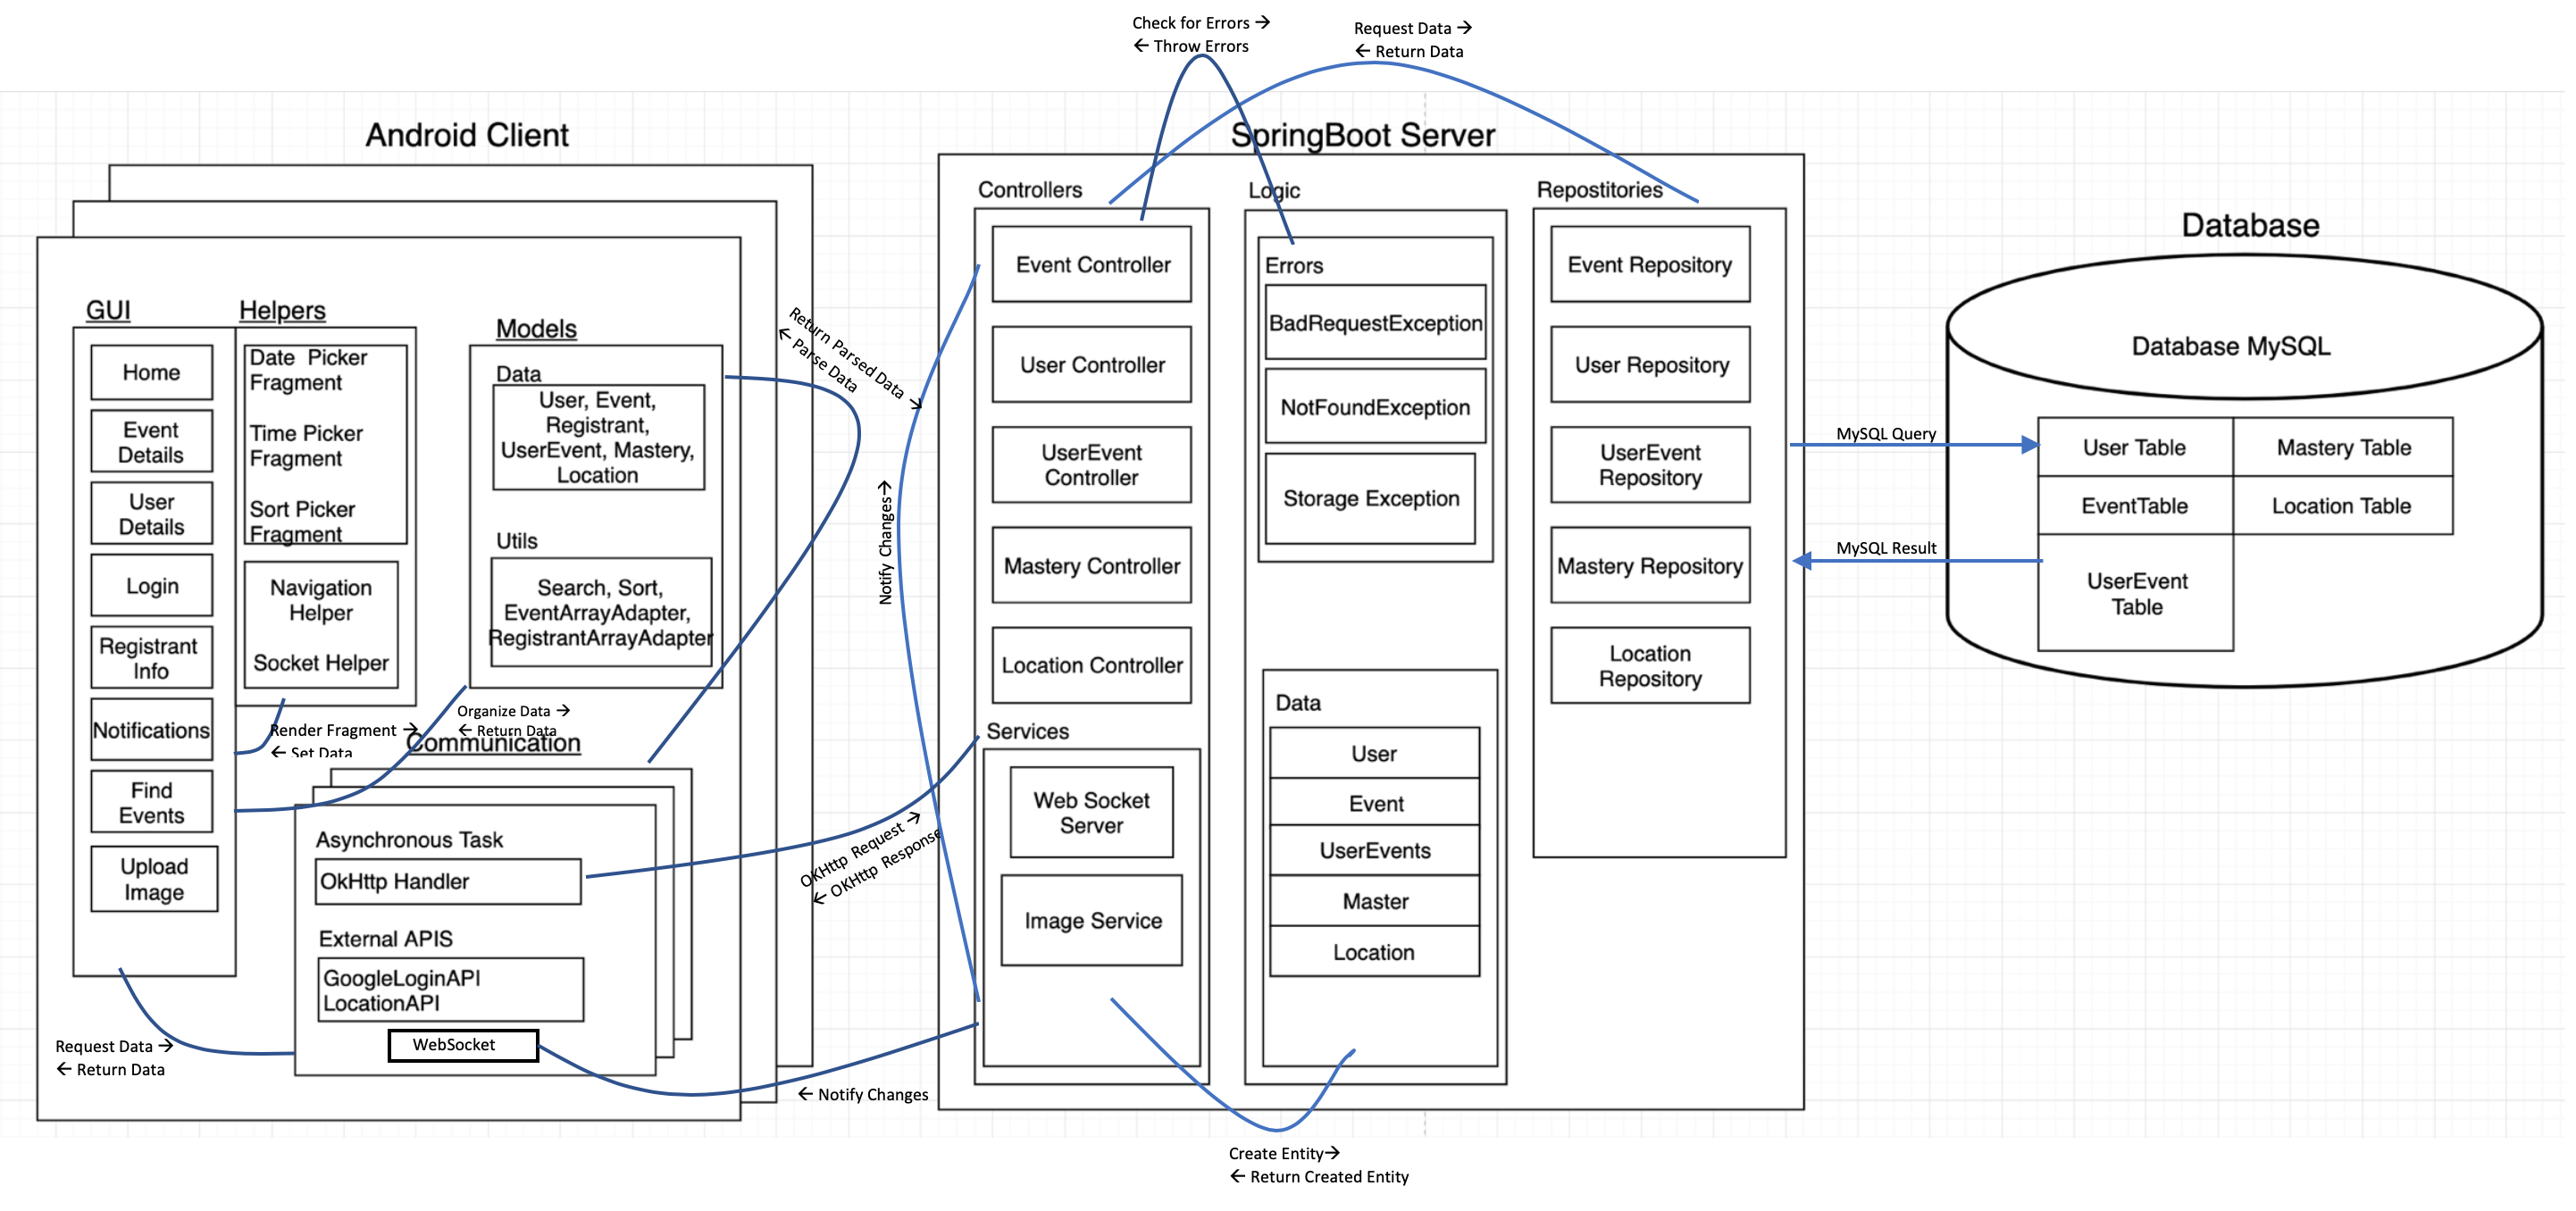 Check for Errors →
← Throw Errors
Request Data →
← Return Data
Android Client
GUI
Home
Event
Details
User
Details
Login
Registrant
Info
Notifications
Find
Events
Upload
Image
Helpers
Date Picker
Fragment
Time Picker
Fragment
Sort Picker
Fragment
Navigation
Helper
Socket Helper
Models
Data
User, Event,
Registrant,
UserEvent, Mastery,
Location
Utils
Search, Sort,
EventArrayAdapter,
RegistrantArrayAdapter
Render Fragment →
← Set Data
Organize Data →
← Return Data
Communication
Asynchronous Task
OkHttp Handler
External APIS
GoogleLoginAPI
LocationAPI
WebSocket
Request Data →
← Return Data
Return Parsed Data →
← Parse Data
Notify Changes→
OKHttp Request →
← OKHttp Response
← Notify Changes
SpringBoot Server
Controllers
Event Controller
User Controller
UserEvent
Controller
Mastery Controller
Location Controller
Services
Web Socket
Server
Image Service
Logic
Errors
BadRequestException
NotFoundException
Storage Exception
Data
User
Event
UserEvents
Master
Location
Repostitories
Event Repository
User Repository
UserEvent
Repository
Mastery Repository
Location
Repository
Create Entity→
← Return Created Entity
MySQL Query
MySQL Result
Database
Database MySQL
User Table
Mastery Table
EventTable
Location Table
UserEvent
Table